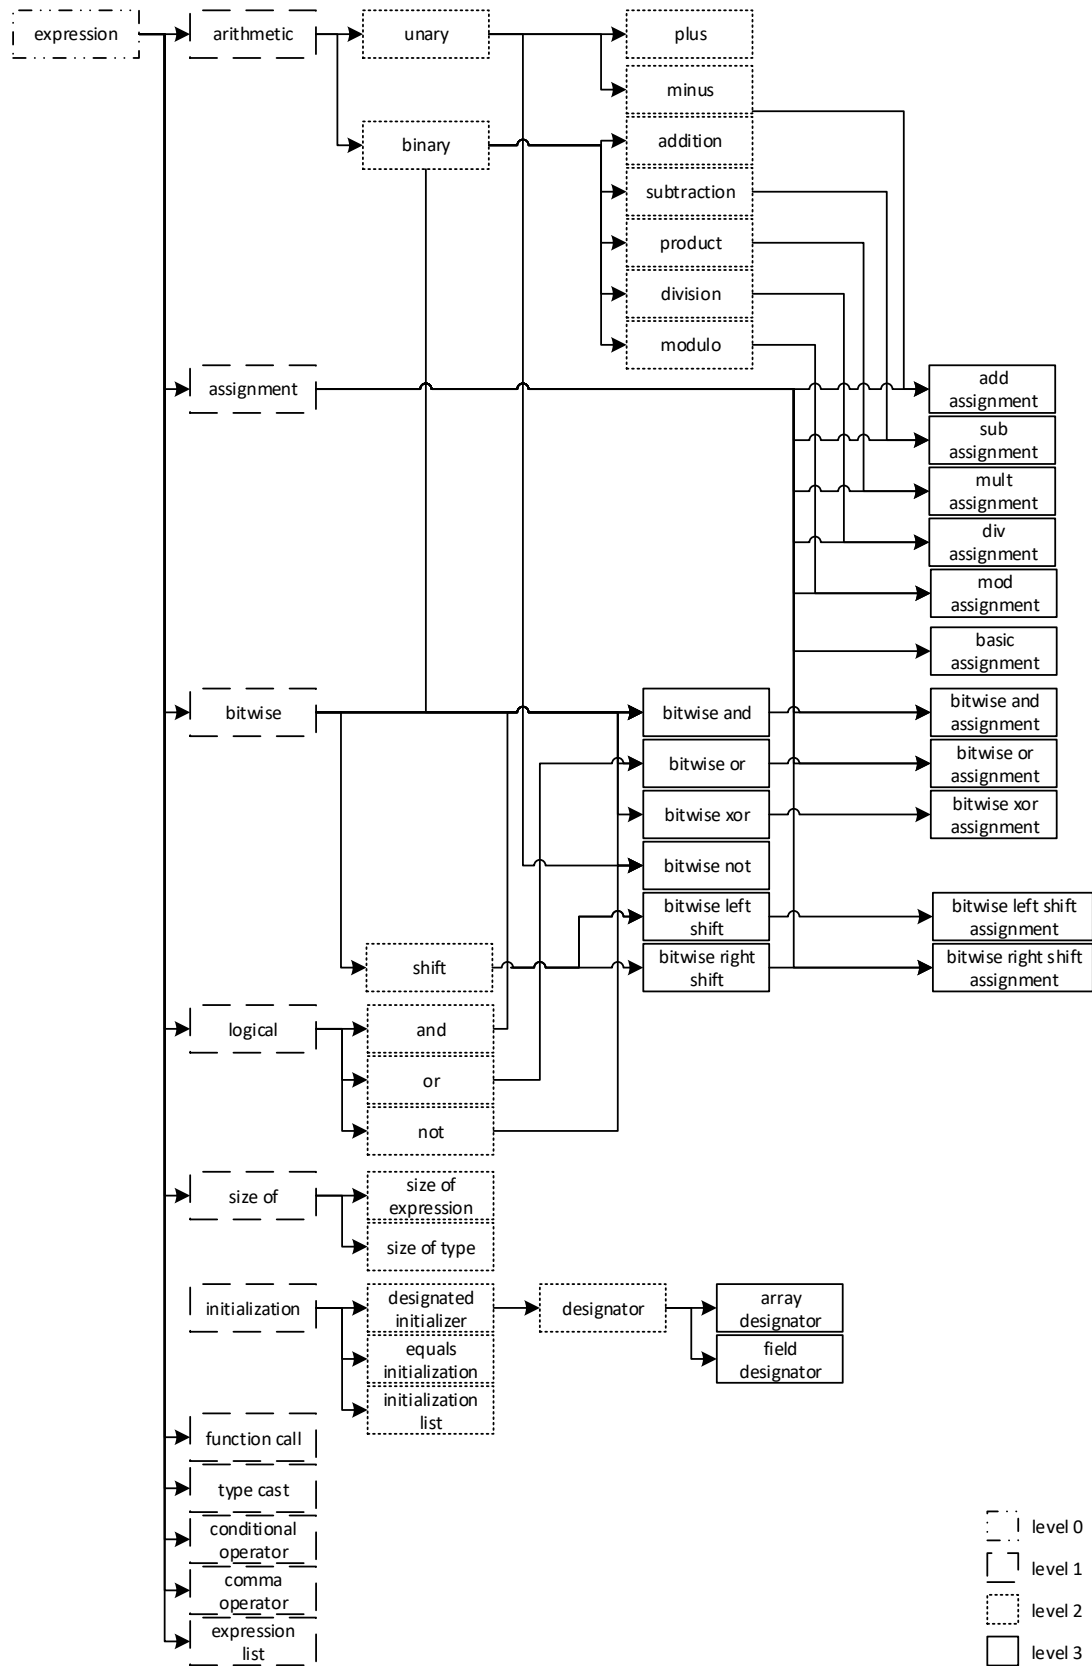 expression
arithmetic
unary
plus
minus
binary
addition
subtraction
product
division
modulo
assignment
add
assignment
sub
assignment
mult
assignment
div
assignment
mod
assignment
basic
assignment
bitwise
bitwise and
bitwise and
assignment
bitwise or
bitwise or
assignment
bitwise xor
bitwise xor
assignment
bitwise not
bitwise left
shift
bitwise left shift
assignment
shift
bitwise right
shift
bitwise right shift
assignment
logical
and
or
not
size of
size of
expression
size of type
initialization
designated
initializer
designator
array
designator
equals
initialization
field
designator
initialization
list
function call
type cast
conditional
operator
comma
operator
expression
list
level 0
level 1
level 2
level 3